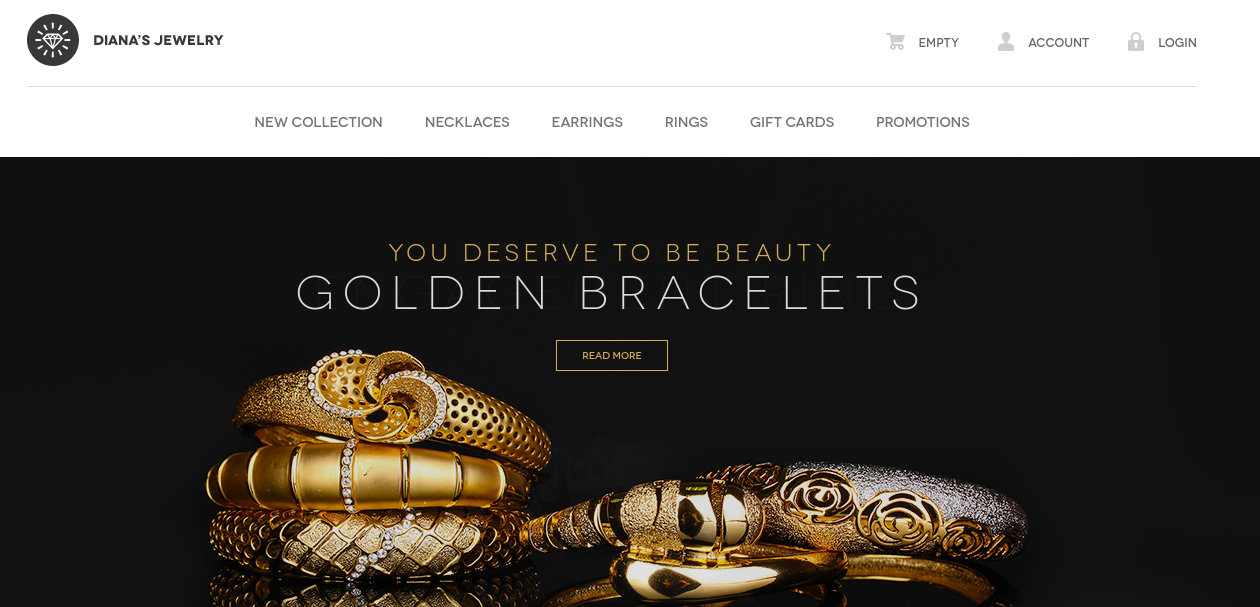 DIANA'S JEWELRY
EMPTY
ACCOUNT
LOGIN
NEW COLLECTION
NECKLACES
EARRINGS
RINGS
GIFT CARDS
PROMOTIONS
YOU DESERVE TO BE BEAUTY
GOLDEN BRACELETS
READ MORE